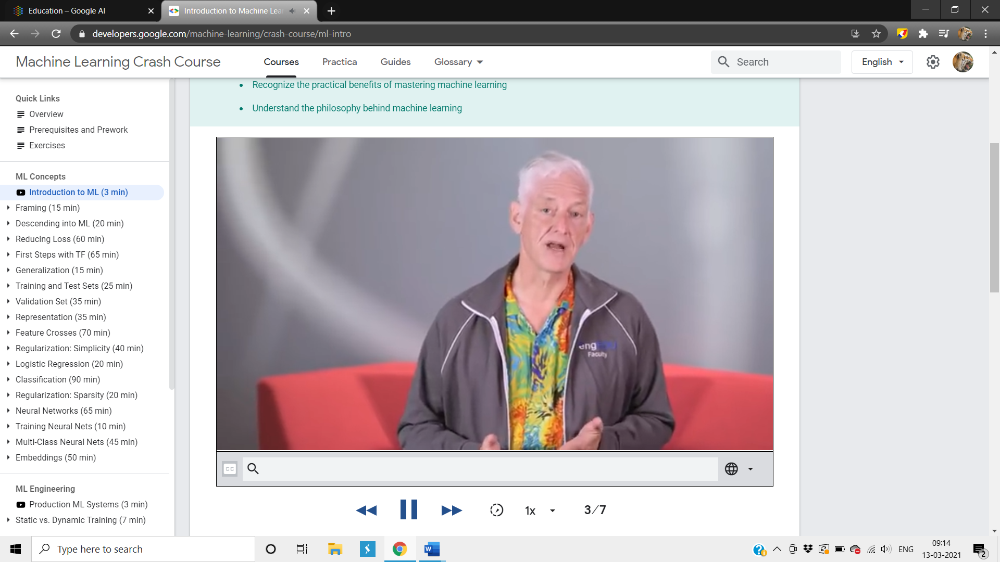 Education – Google AI
Introduction to Machine Lea
developers.google.com/machine-learning/crash-course/ml-intro
Machine Learning Crash Course
Courses
Practica
Guides
Glossary
Search
English
Quick Links
Overview
Prerequisites and Prework
Exercises
ML Concepts
Introduction to ML (3 min)
Framing (15 min)
Descending into ML (20 min)
Reducing Loss (60 min)
First Steps with TF (65 min)
Generalization (15 min)
Training and Test Sets (25 min)
Validation Set (35 min)
Representation (35 min)
Feature Crosses (70 min)
Regularization: Simplicity (40 min)
Logistic Regression (20 min)
Classification (90 min)
Regularization: Sparsity (20 min)
Neural Networks (65 min)
Training Neural Nets (10 min)
Multi-Class Neural Nets (45 min)
Embeddings (50 min)
ML Engineering
Production ML Systems (3 min)
Static vs. Dynamic Training (7 min)
Recognize the practical benefits of mastering machine learning
Understand the philosophy behind machine learning
engEDU
Faculty
CC
1x
3/7
Type here to search
ENG
09:14
13-03-2021
2